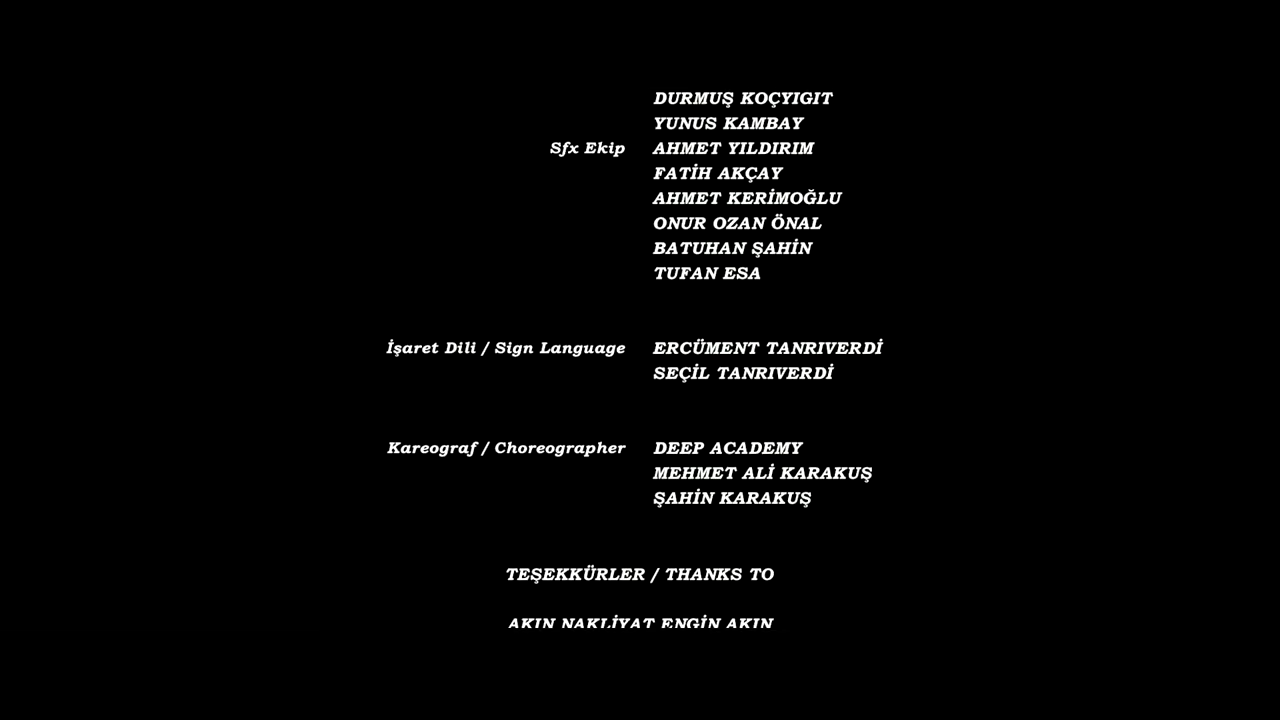 DURMUŞ KOÇYIGIT
YUNUS KAMBAY
Sfx Ekip AHMET YILDIRIM
FATİH AKÇAY
AHMET KERİMOĞLU
ONUR OZAN ÖNAL
BATUHAN ŞAHİN
TUFAN ESA
İşaret Dili / Sign Language ERCÜMENT TANRIVERDİ
SEÇİL TANRIVERDİ
Kareograf / Choreographer DEEP ACADEMY
MEHMET ALİ KARAKUŞ
ŞAHİN KARAKUŞ
TEŞEKKÜRLER / THANKS TO
AKIN NAKLİYAT ENGİN AKIN